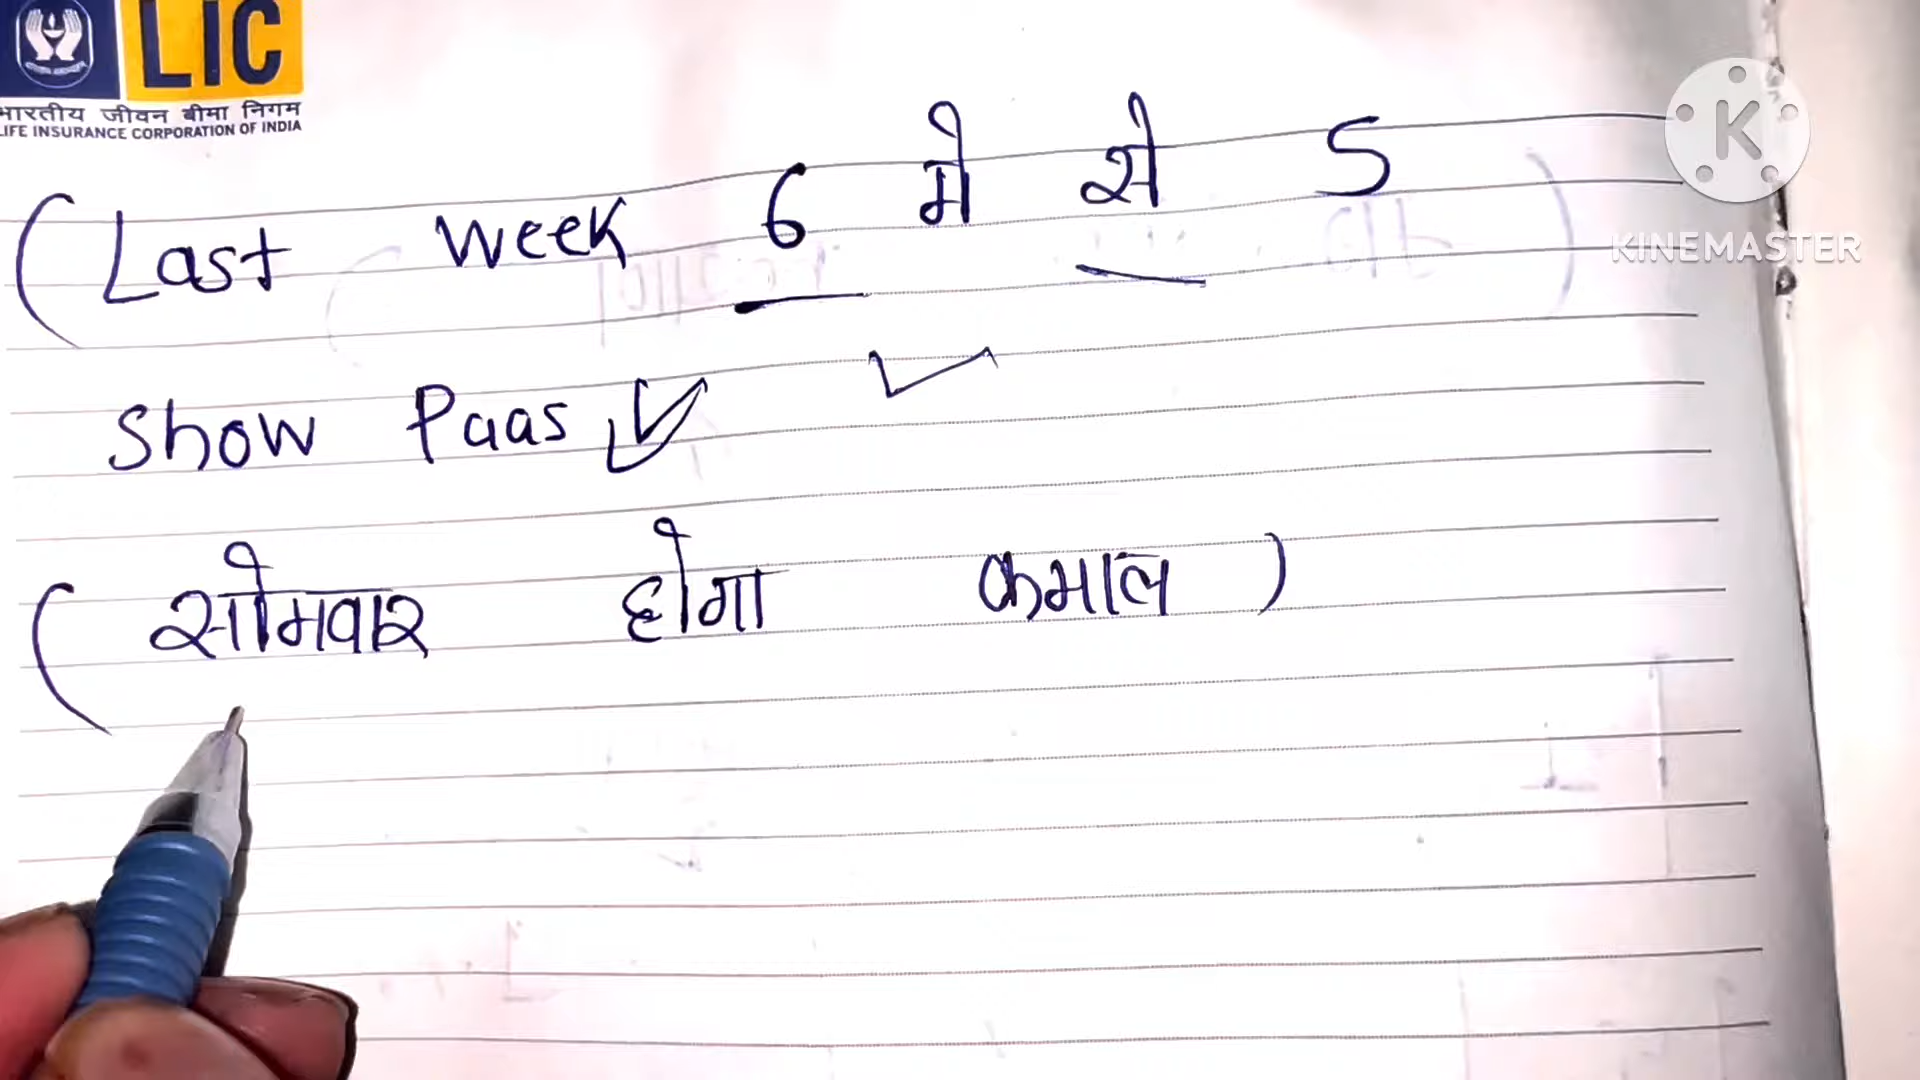 LIC
भारतीय जीवन बीमा निगम
LIFE INSURANCE CORPORATION OF INDIA
K
KINEMASTER
(Last week 6 मे से 5
Show Paas
(सोमवार होगा कमाल)